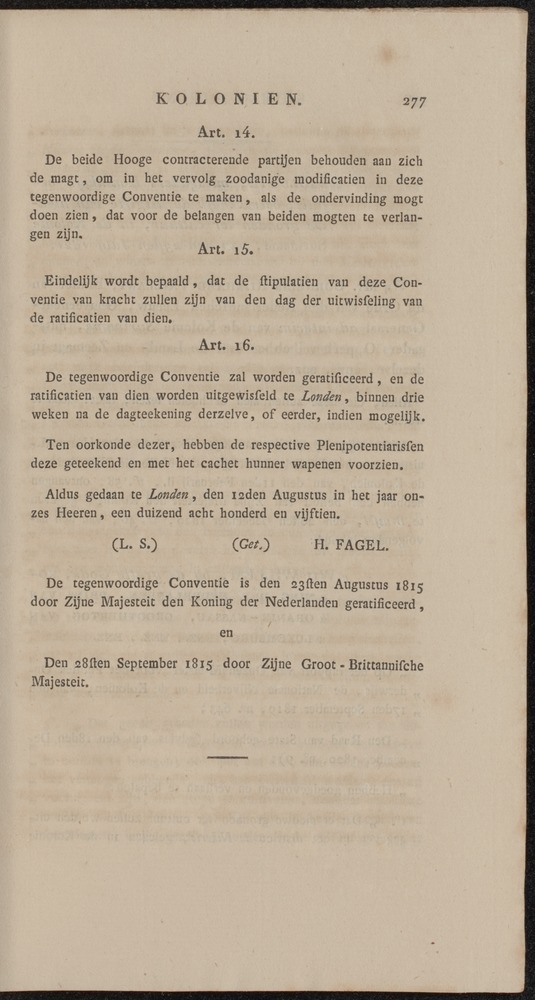 KOLONIEN. 277
Art. 14.
De beide Hooge contracterende partijen behouden aan zich
de magt, om in het vervolg zoodanige modificatien in deze
tegenwoordige Conventie te maken, als de ondervinding mogt
doen zien, dat voor de belangen van beiden mogten te verlan-
gen zijn.
Art. 15.
Eindelijk wordt bepaald, dat de ſtipulatien van deze Con-
ventie van kracht zullen zijn van den dag der uitwisſeling van
de ratificatien van dien.
Art. 16.
De tegenwoordige Conventie zal worden geratificeerd, en de
ratificatien van dien worden uitgewisſeld te Londen, binnen drie
weken na de dagteekening derzelve, of eerder, indien mogelijk.
Ten oorkonde dezer, hebben de respective Plenipotentiarisſen
deze geteekend en met het cachet hunner wapenen voorzien.
Aldus gedaan te Londen, den 12den Augustus in het jaar on-
zes Heeren, een duizend acht honderd en vijftien.
(L. S.) (Get.) H. FAGEL.
De tegenwoordige Conventie is den 23ſten Augustus 1815
door Zijne Majesteit den Koning der Nederlanden geratificeerd,
en
Den 28ſten September 1815 door Zijne Groot-Brittanniſche
Majesteit.